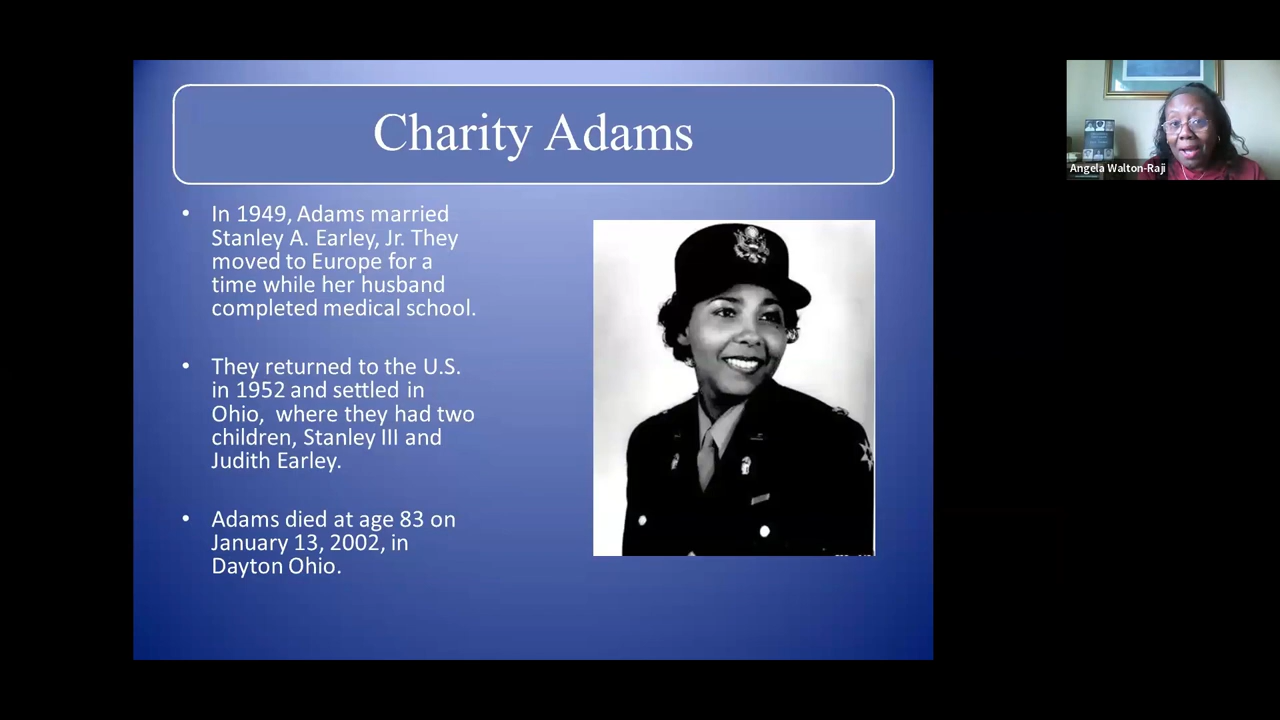 Charity Adams
• In 1949, Adams married
Stanley A. Earley, Jr. They
moved to Europe for a
time while her husband
completed medical school.
• They returned to the U.S.
in 1952 and settled in
Ohio,  where they had two
children, Stanley III and
Judith Earley.
• Adams died at age 83 on
January 13, 2002, in
Dayton Ohio.
Angela Walton-Raji